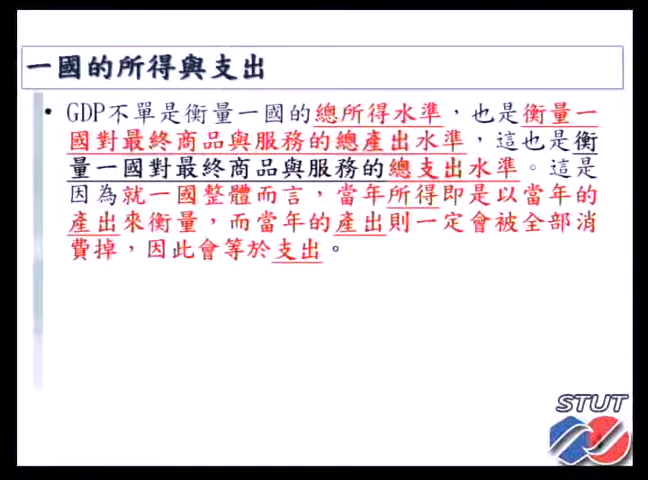 一國的所得與支出
• GDP不單是衡量一國的總所得水準，也是衡量一
國對最終商品與服務的總產出水準，這也是衡
量一國對最終商品與服務的總支出水準。這是
因為就一國整體而言，當年所得即是以當年的
產出來衡量，而當年的產出則一定會被全部消
費掉，因此會等於支出。
STUT